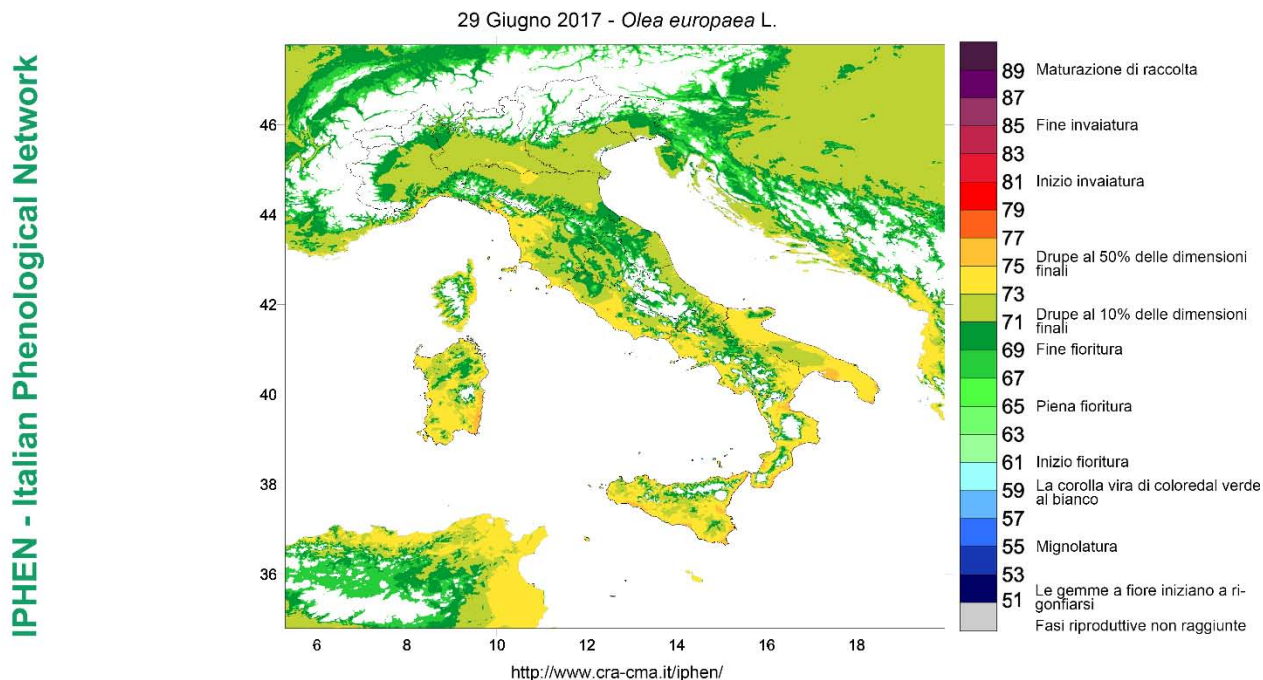 29 Giugno 2017 - Olea europaea L.
IPHEN - Italian Phenological Network
46
44
42
40
38
36
6
8
10
12
14
16
18
http://www.cra-cma.it/iphen/
89
Maturazione di raccolta
87
85
Fine invaiatura
83
81
Inizio invaiatura
79
77
Drupe al 50% delle dimensioni
finali
75
73
Drupe al 10% delle dimensioni
finali
71
69
Fine fioritura
67
65
Piena fioritura
63
61
Inizio fioritura
La corolla vira di coloredal verde
al bianco
59
57
55
Mignolatura
53
Le gemme a fiore iniziano a ri-
gonfiarsi
51
Fasi riproduttive non raggiunte